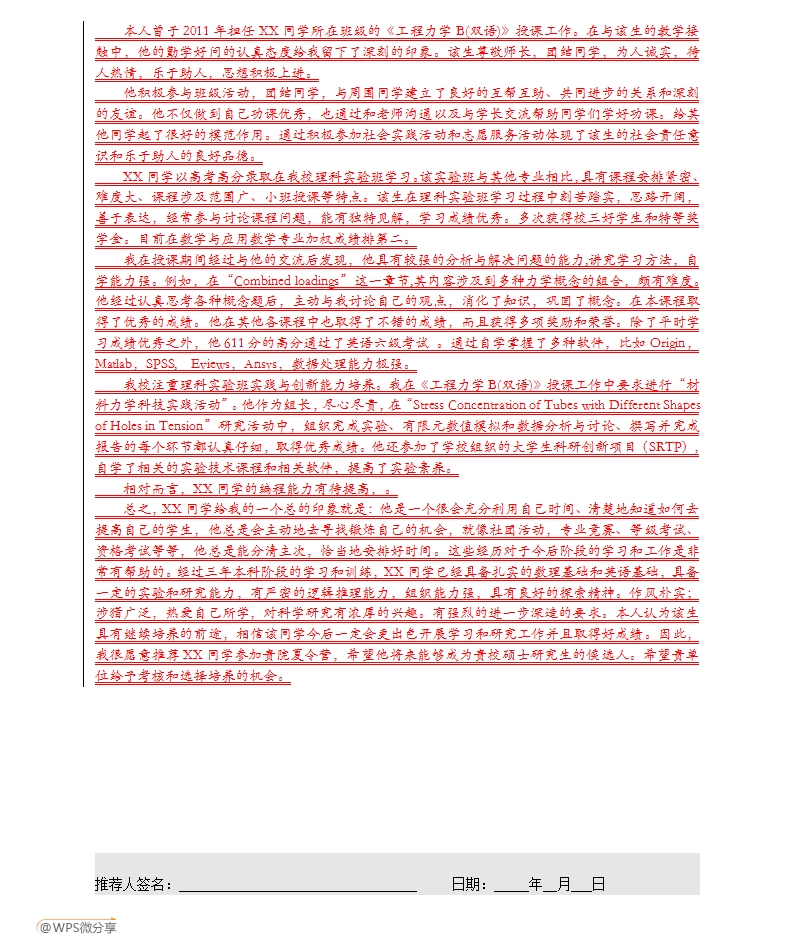 本人曾于 2011 年担任 XX 同学所在班级的《工程力学 B(双语)》授课工作。在与该生的教学接
触中，他的勤学好问的认真态度给我留下了深刻的印象。该生尊敬师长，团结同学，为人诚实，待
人热情，乐于助人，思想积极上进。
他积极参与班级活动，团结同学，与周围同学建立了良好的互帮互助、共同进步的关系和深刻
的友谊。他不仅做到自己功课优秀，也通过和老师沟通以及与学长交流帮助同学们学好功课。给其
他同学起了很好的模范作用。通过积极参加社会实践活动和志愿服务活动体现了该生的社会责任意
识和乐于助人的良好品德。
XX 同学以高考高分录取在我校理科实验班学习。该实验班与其他专业相比，具有课程安排紧密、
难度大、课程涉及范围广、小班授课等特点。该生在理科实验班学习过程中刻苦踏实，思路开阔，
善于表达，经常参与讨论课程问题，能有独特见解，学习成绩优秀。多次获得校三好学生和特等奖
学金。目前在数学与应用数学专业加权成绩排第二。
我在授课期间经过与他的交流后发现，他具有较强的分析与解决问题的能力,讲究学习方法，自
学能力强。例如，在“Combined loadings”这一章节,其内容涉及到多种力学概念的组合，颇有难度。
他经过认真思考各种概念题后，主动与我讨论自己的观点，消化了知识，巩固了概念。在本课程取
得了优秀的成绩。他在其他各课程中也取得了不错的成绩，而且获得多项奖励和荣誉。除了平时学
习成绩优秀之外，他 611 分的高分通过了英语六级考试 。通过自学掌握了多种软件，比如 Origin，
Matlab，SPSS， Eviews，Ansys，数据处理能力极强。
我校注重理科实验班实践与创新能力培养。我在《工程力学 B(双语)》授课工作中要求进行“材
料力学科技实践活动”。他作为组长，尽心尽责，在“Stress Concentration of Tubes with Different Shapes
of Holes in Tension”研究活动中，组织完成实验、有限元数值模拟和数据分析与讨论、撰写并完成
报告的每个环节都认真仔细，取得优秀成绩。他还参加了学校组织的大学生科研创新项目（SRTP），
自学了相关的实验技术课程和相关软件，提高了实验素养。
相对而言，XX 同学的编程能力有待提高，。
总之，XX 同学给我的一个总的印象就是：他是一个很会充分利用自己时间、清楚地知道如何去
提高自己的学生，他总是会主动地去寻找锻炼自己的机会，就像社团活动，专业竞赛、等级考试、
资格考试等等，他总是能分清主次，恰当地安排好时间。这些经历对于今后阶段的学习和工作是非
常有帮助的。经过三年本科阶段的学习和训练，XX 同学已经具备扎实的数理基础和英语基础，具备
一定的实验和研究能力，有严密的逻辑推理能力，组织能力强，具有良好的探索精神。作风朴实；
涉猎广泛，热爱自己所学，对科学研究有浓厚的兴趣。有强烈的进一步深造的要求。本人认为该生
具有继续培养的前途，相信该同学今后一定会更出色开展学习和研究工作并且取得好成绩。因此，
我很愿意推荐 XX 同学参加贵院夏令营，希望他将来能够成为贵校硕士研究生的候选人。希望贵单
位给予考核和选择培养的机会。
推荐人签名：________________ 日期：_____年__月___日
@WPS微分享